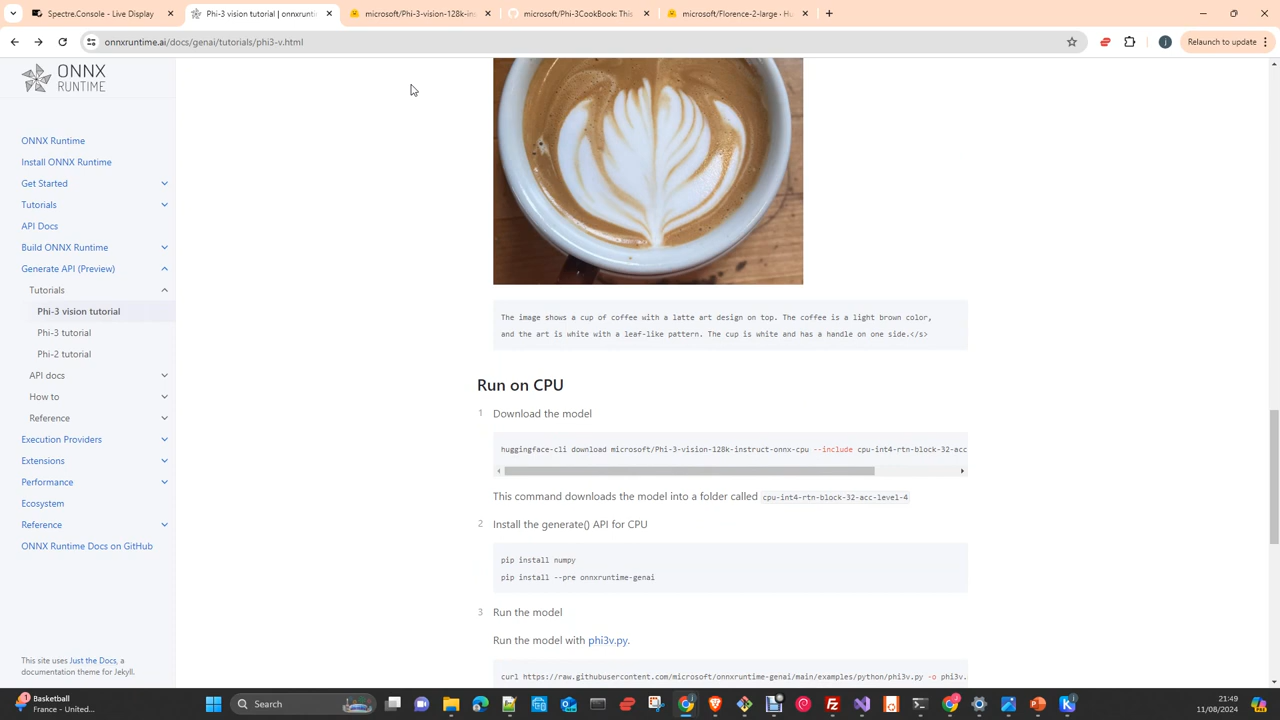 Spectre.Console - Live Display
Phi-3 vision tutorial | onnxrunti
microsoft/Phi-3-vision-128k-ins
microsoft/Phi-3CookBook: This
microsoft/Florence-2-large · Hu
onnxruntime.ai/docs/genai/tutorials/phi3-v.html
Relaunch to update
ONNX
RUNTIME
ONNX Runtime
Install ONNX Runtime
Get Started
Tutorials
API Docs
Build ONNX Runtime
Generate API (Preview)
Tutorials
Phi-3 vision tutorial
Phi-3 tutorial
Phi-2 tutorial
API docs
How to
Reference
Execution Providers
Extensions
Performance
Ecosystem
Reference
ONNX Runtime Docs on GitHub
This site uses Just the Docs, a
documentation theme for Jekyll.
The image shows a cup of coffee with a latte art design on top. The coffee is a light brown color,
and the art is white with a leaf-like pattern. The cup is white and has a handle on one side.</s>
Run on CPU
1 Download the model
huggingface-cli download microsoft/Phi-3-vision-128k-instruct-onnx-cpu --include cpu-int4-rtn-block-32-acc
This command downloads the model into a folder called cpu-int4-rtn-block-32-acc-level-4
2 Install the generate() API for CPU
pip install numpy
pip install --pre onnxruntime-genai
3 Run the model
Run the model with phi3v.py.
curl https://raw.githubusercontent.com/microsoft/onnxruntime-genai/main/examples/python/phi3v.py -o phi3v.
Basketball
France - United...
Search
21:49
11/08/2024